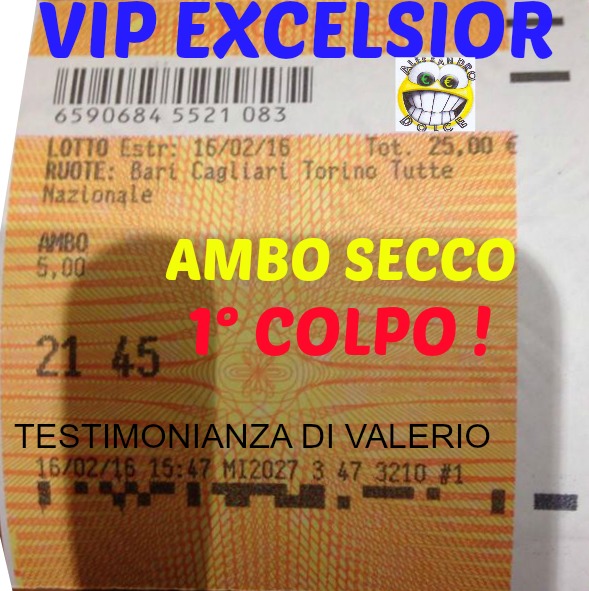 VIP EXCELSIOR
ALESSANDRO
DOLCE
6590684 5521 083
LOTTO Estr: 16/02/16 Tot. 25,00 €
RUOTE: Bari Cagliari Torino Tutte
Nazionale
AMBO
5,00
AMBO SECCO
1° COLPO !
21 45
TESTIMONIANZA DI VALERIO
16/02/16 15:47 MI2027 3 47 3210 #1